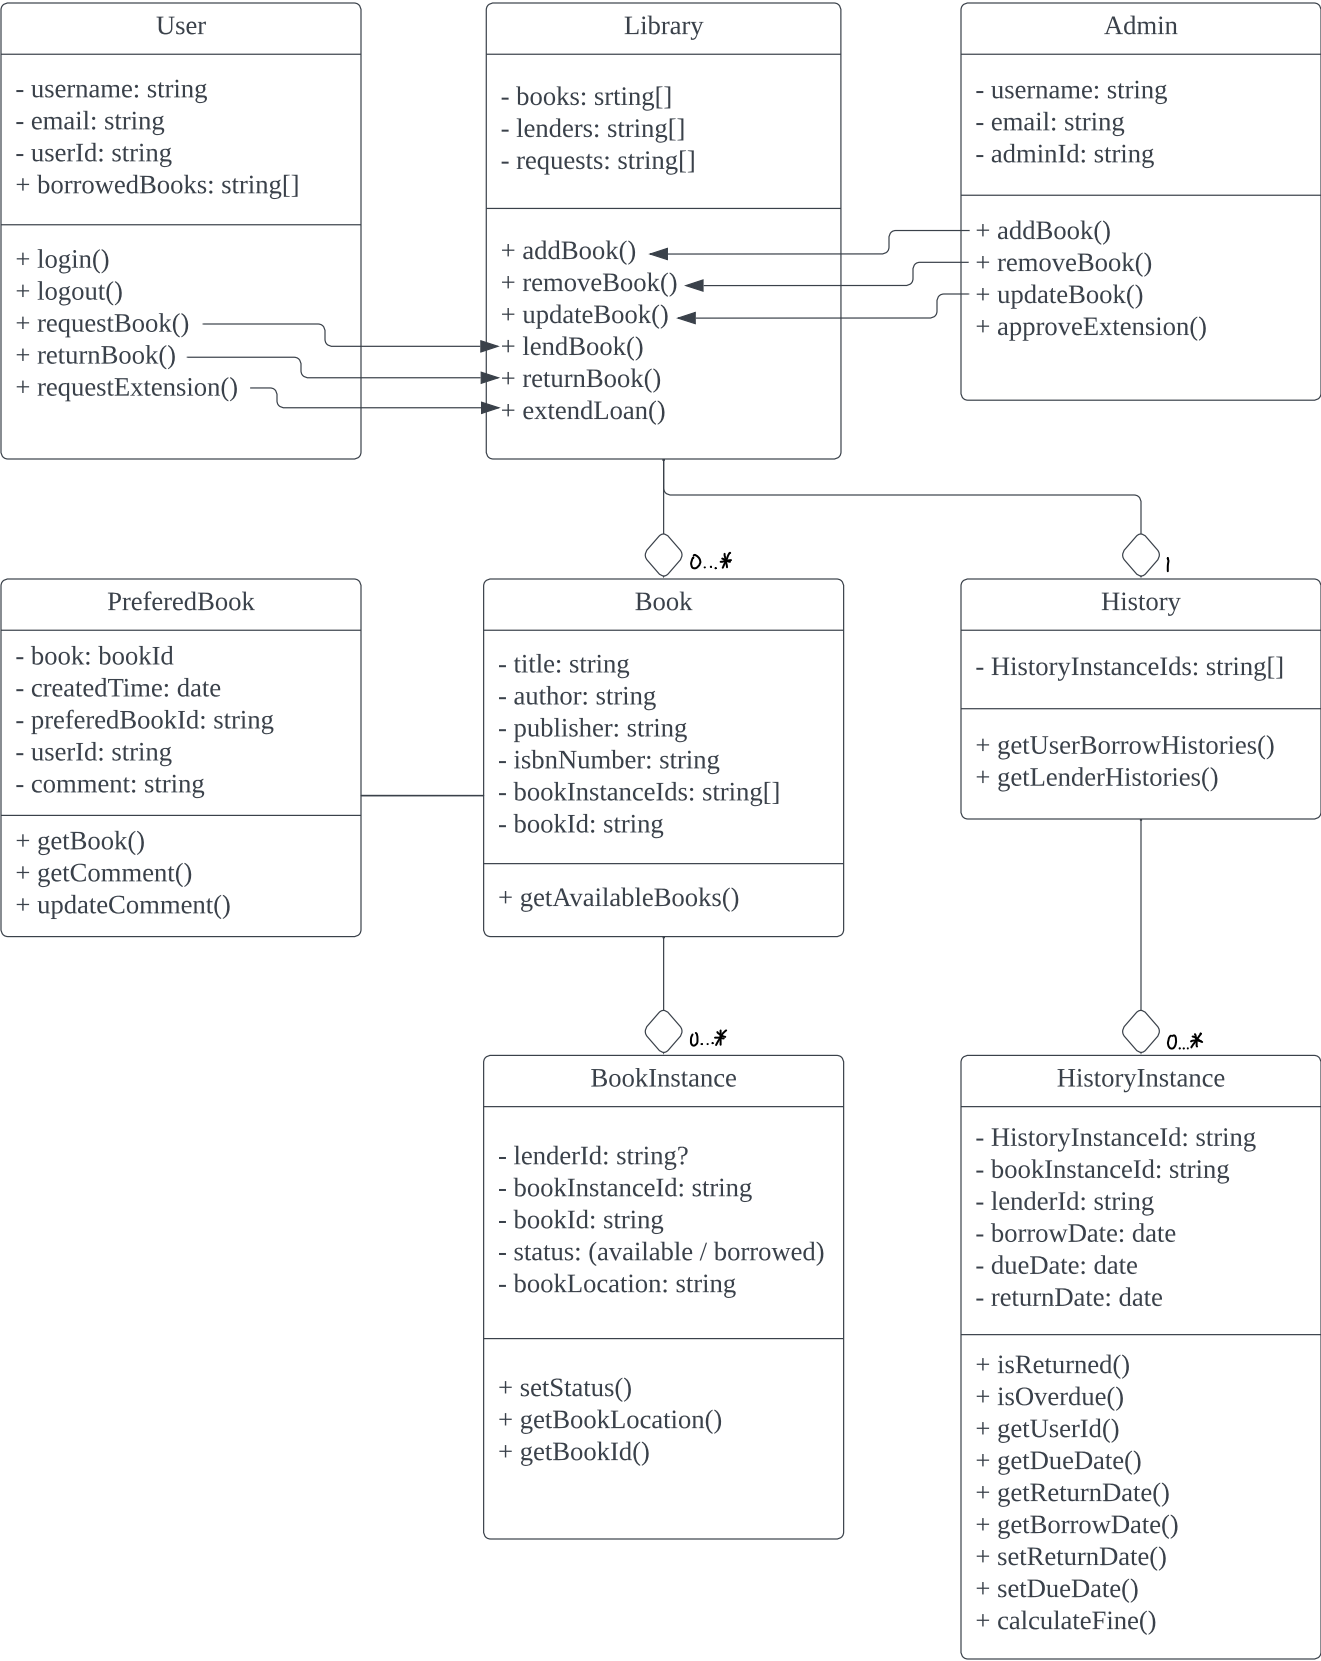 User
- username: string
- email: string
- userId: string
+ borrowedBooks: string[]
+ login()
+ logout()
+ requestBook()
+ returnBook()
+ requestExtension()
Library
- books: srting[]
- lenders: string[]
- requests: string[]
+ addBook()
+ removeBook()
+ updateBook()
+ lendBook()
+ returnBook()
+ extendLoan()
Admin
- username: string
- email: string
- adminId: string
+ addBook()
+ removeBook()
+ updateBook()
+ approveExtension()
0...*
1
PreferedBook
- book: bookId
- createdTime: date
- preferedBookId: string
- userId: string
- comment: string
+ getBook()
+ getComment()
+ updateComment()
Book
- title: string
- author: string
- publisher: string
- isbnNumber: string
- bookInstanceIds: string[]
- bookId: string
+ getAvailableBooks()
History
- HistoryInstanceIds: string[]
+ getUserBorrowHistories()
+ getLenderHistories()
0...*
0...*
BookInstance
- lenderId: string?
- bookInstanceId: string
- bookId: string
- status: (available / borrowed)
- bookLocation: string
+ setStatus()
+ getBookLocation()
+ getBookId()
HistoryInstance
- HistoryInstanceId: string
- bookInstanceId: string
- lenderId: string
- borrowDate: date
- dueDate: date
- returnDate: date
+ isReturned()
+ isOverdue()
+ getUserId()
+ getDueDate()
+ getReturnDate()
+ getBorrowDate()
+ setReturnDate()
+ setDueDate()
+ calculateFine()